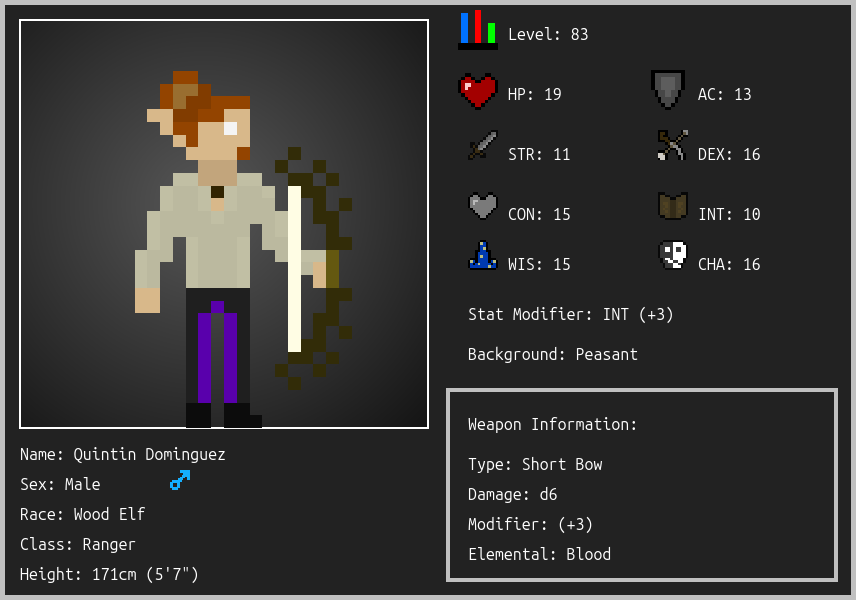 Level: 83
HP: 19
AC: 13
STR: 11
DEX: 16
CON: 15
INT: 10
WIS: 15
CHA: 16
Stat Modifier: INT (+3)
Background: Peasant
Weapon Information:
Type: Short Bow
Damage: d6
Modifier: (+3)
Elemental: Blood
Name: Quintin Dominguez
Sex: Male
Race: Wood Elf
Class: Ranger
Height: 171cm (5'7")